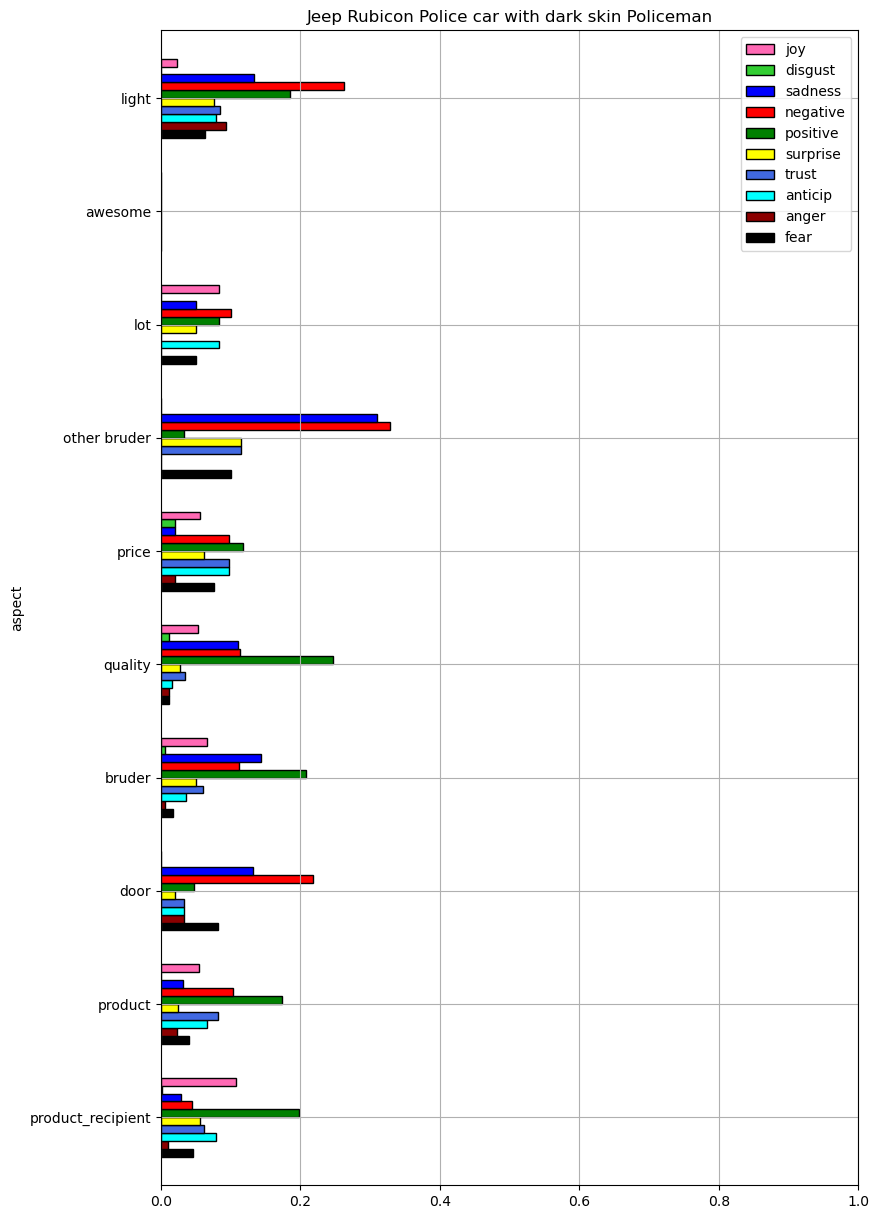 Jeep Rubicon Police car with dark skin Policeman
joy
disgust
sadness
negative
positive
surprise
trust
anticip
anger
fear
light
awesome
lot
other bruder
price
quality
bruder
door
product
product_recipient
aspect
0.0 0.2 0.4 0.6 0.8 1.0